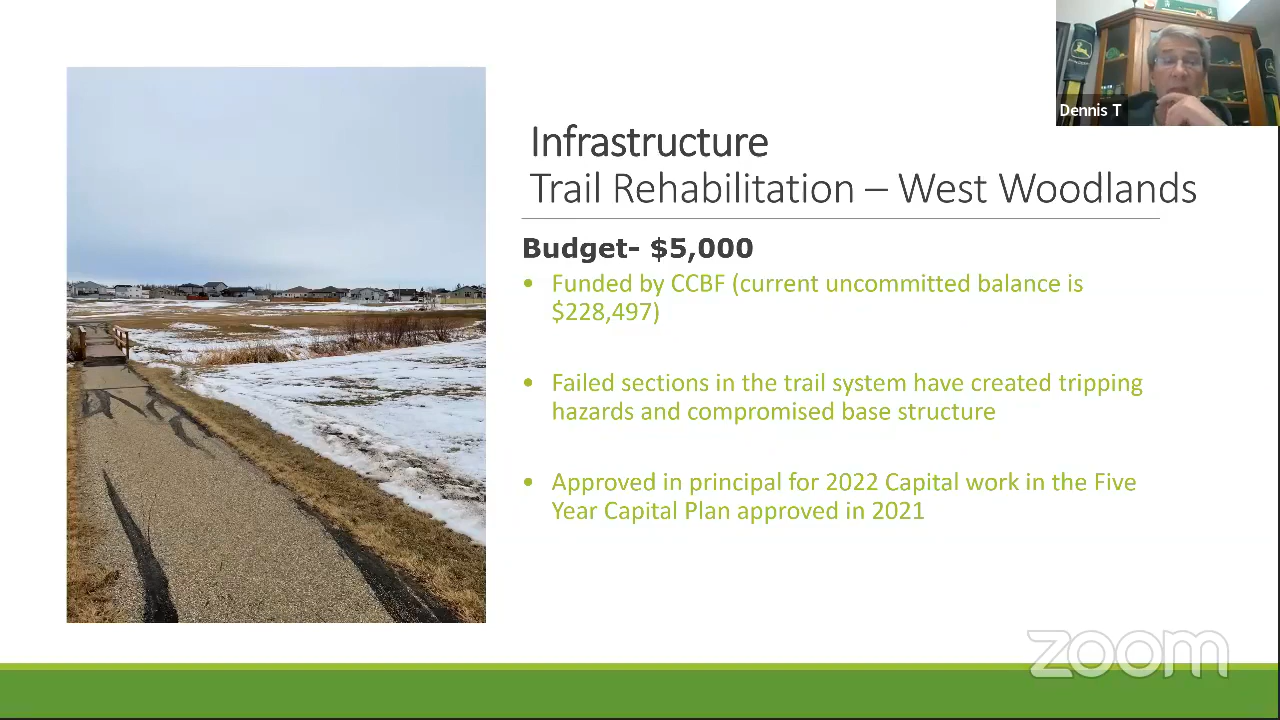 Dennis T
Infrastructure
Trail Rehabilitation – West Woodlands
Budget- $5,000
• Funded by CCBF (current uncommitted balance is
$228,497)
• Failed sections in the trail system have created tripping
hazards and compromised base structure
• Approved in principal for 2022 Capital work in the Five
Year Capital Plan approved in 2021
zoom